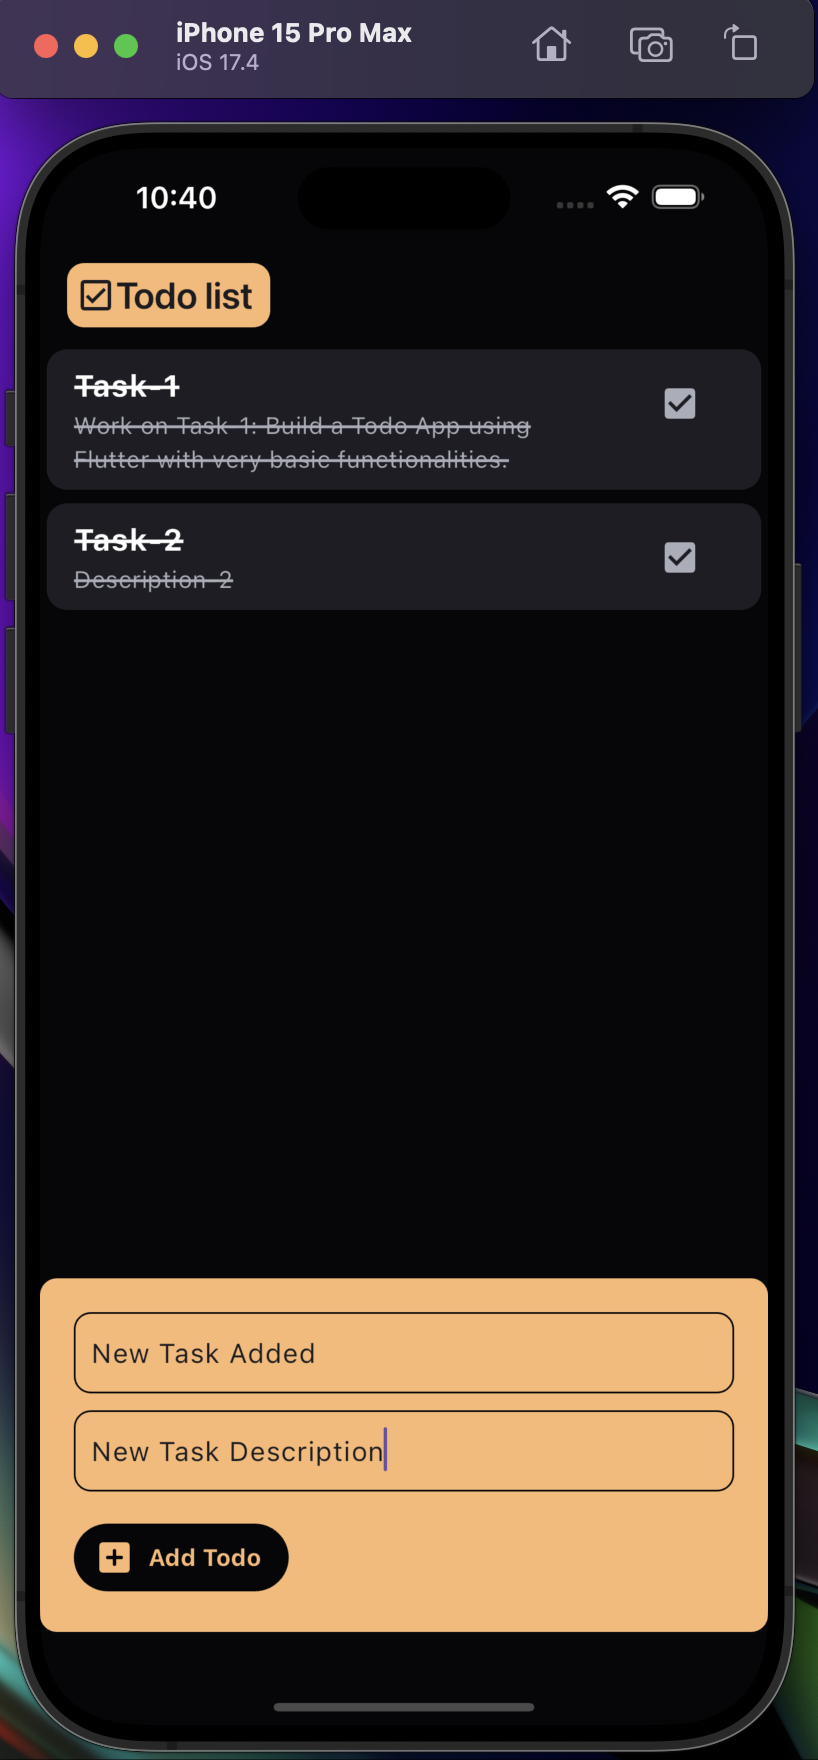 iPhone 15 Pro Max
iOS 17.4
10:40
Todo list
Task-1
Work on Task-1: Build a Todo App using
Flutter with very basic functionalities.
Task-2
Description-2
New Task Added
New Task Description
Add Todo